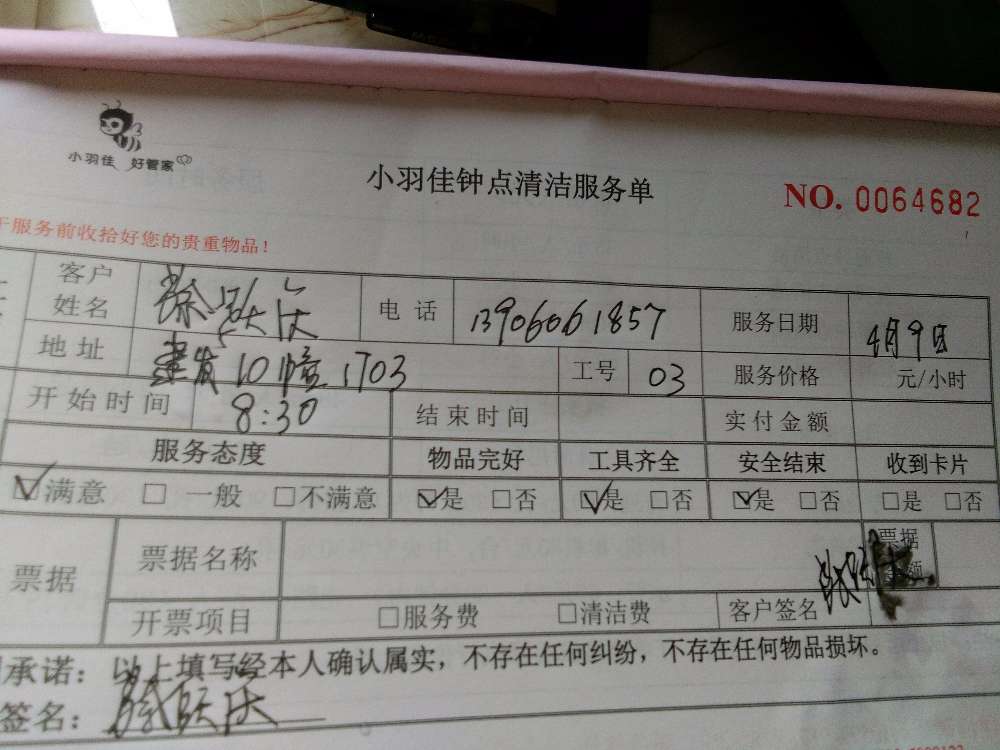 小羽佳 好管家
小羽佳钟点清洁服务单
NO. 0064682
服务前收拾好您的贵重物品!
客户姓名 电话 13906061857 服务日期 4月9日
地址 建发10幢1703 工号 03 服务价格 元/小时
开始时间 8:30 结束时间 实付金额
服务态度 物品完好 工具齐全 安全结束 收到卡片
☑满意 □一般 □不满意 ☑是 □否 ☑是 □否 ☑是 □否 □是 □否
票据 票据名称 票据
开票项目 □服务费 □清洁费 客户签名
承诺: 以上填写经本人确认属实,不存在任何纠纷,不存在任何物品损坏。
签名: